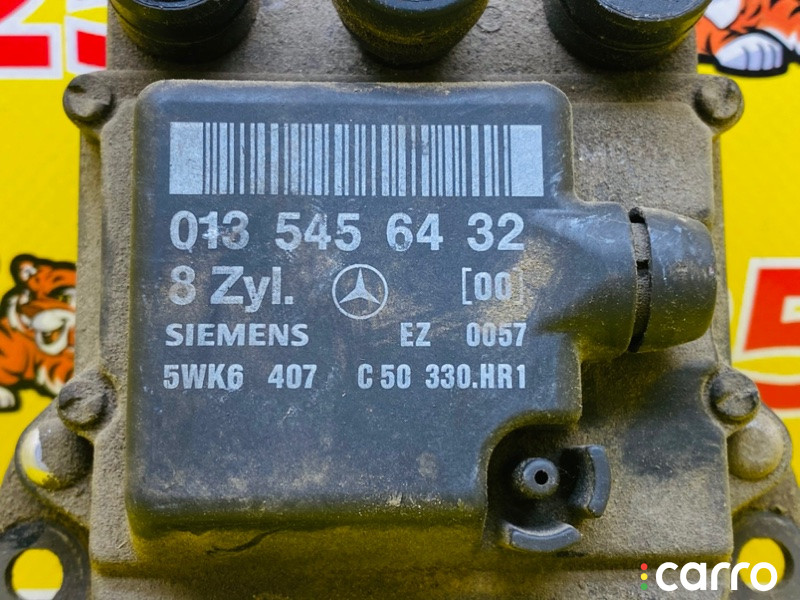 013 545 64 32
8 Zyl. [00]
SIEMENS EZ 0057
5WK6 407 C 50 330.HR1
carro